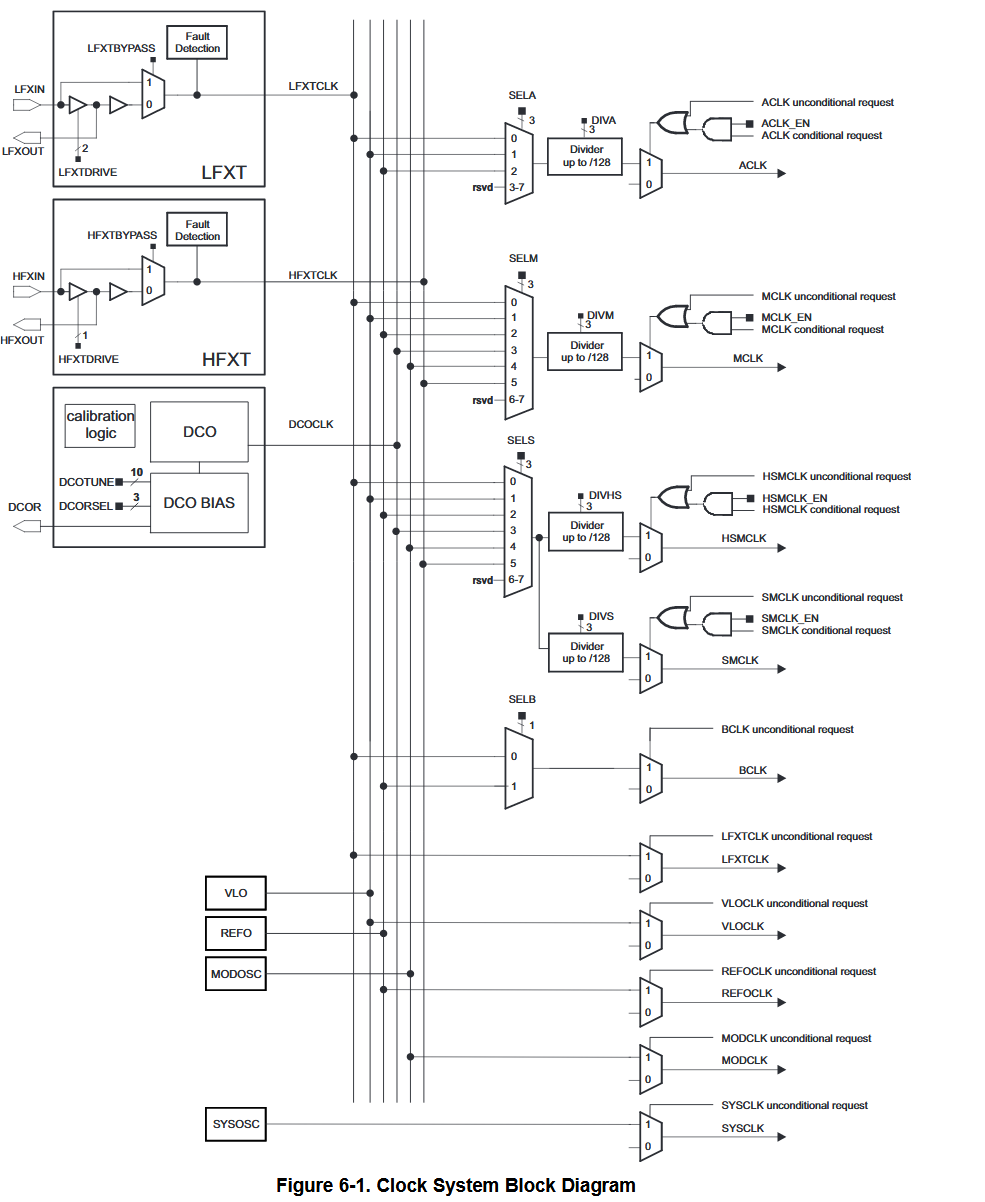 LFXTBYPASS
Fault
Detection
LFXIN
1
0
LFXTCLK
LFXOUT
2
LFXTDRIVE
LFXT
SELA
3
DIVA
3
0
1
2
rsvd 3-7
Divider
up to /128
ACLK unconditional request
ACLK_EN
ACLK conditional request
1
0
ACLK
HFXTBYPASS
Fault
Detection
HFXIN
1
0
HFXTCLK
HFXOUT
1
HFXTDRIVE
HFXT
SELM
3
DIVM
3
0
1
2
3
4
5
rsvd 6-7
Divider
up to /128
MCLK unconditional request
MCLK_EN
MCLK conditional request
1
0
MCLK
calibration
logic
DCO
DCOCLK
DCOTUNE
10
DCORSEL
3
DCO BIAS
DCOR
SELS
3
DIVHS
3
0
1
2
3
4
5
rsvd 6-7
Divider
up to /128
HSMCLK unconditional request
HSMCLK_EN
HSMCLK conditional request
1
0
HSMCLK
DIVS
3
Divider
up to /128
SMCLK unconditional request
SMCLK_EN
SMCLK conditional request
1
0
SMCLK
SELB
1
0
1
BCLK unconditional request
1
0
BCLK
LFXTCLK unconditional request
1
0
LFXTCLK
VLO
VLOCLK unconditional request
1
0
VLOCLK
REFO
REFOCLK unconditional request
1
0
REFOCLK
MODOSC
MODCLK unconditional request
1
0
MODCLK
SYSOSC
SYSCLK unconditional request
1
0
SYSCLK
Figure 6-1. Clock System Block Diagram